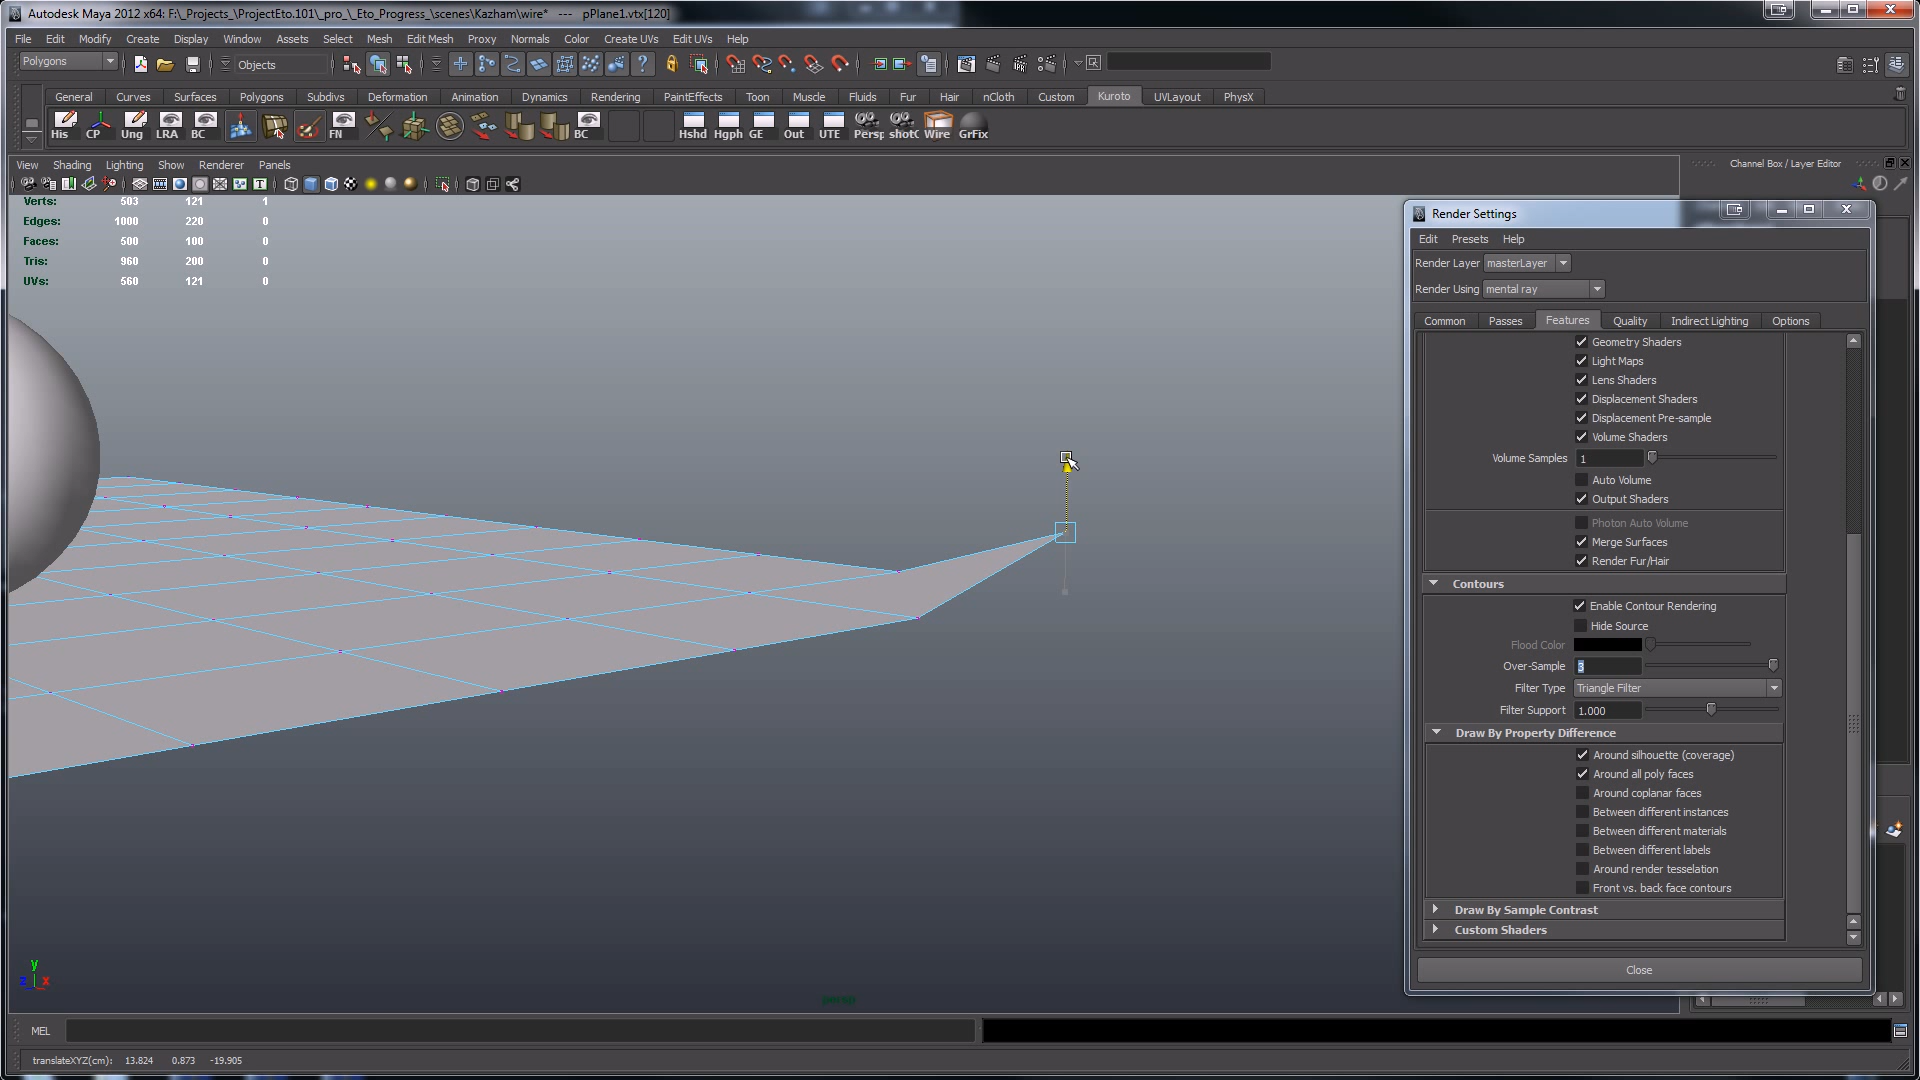 Autodesk Maya 2012 x64: F:\_Projects_\ProjectEto.101\_pro_\_Eto_Progress_\scenes\Kazham\wire* --- pPlane1.vtx[120]
File Edit Modify Create Display Window Assets Select Mesh Edit Mesh Proxy Normals Color Create UVs Edit UVs Help
Polygons Objects
General Curves Surfaces Polygons Subdivs Deformation Animation Dynamics Rendering PaintEffects Toon Muscle Fluids Fur Hair nCloth Custom Kuroto UVLayout PhysX
His CP Ung LRA BC FN BC Hshd Hgph GE Out UTE Persp shotC Wire GrFix
View Shading Lighting Show Renderer Panels
Channel Box / Layer Editor
Verts: 503 121 1
Edges: 1000 220 0
Faces: 500 100 0
Tris: 960 200 0
UVs: 560 121 0
Render Settings
Edit Presets Help
Render Layer masterLayer
Render Using mental ray
Common Passes Features Quality Indirect Lighting Options
Geometry Shaders
Light Maps
Lens Shaders
Displacement Shaders
Displacement Pre-sample
Volume Shaders
Volume Samples 1
Auto Volume
Output Shaders
Photon Auto Volume
Merge Surfaces
Render Fur/Hair
Contours
Enable Contour Rendering
Hide Source
Flood Color
Over-Sample 3
Filter Type Triangle Filter
Filter Support 1.000
Draw By Property Difference
Around silhouette (coverage)
Around all poly faces
Around coplanar faces
Between different instances
Between different materials
Between different labels
Around render tesselation
Front vs. back face contours
Draw By Sample Contrast
Custom Shaders
Close
y
z x
persp
MEL
translateXYZ(cm): 13.824 0.873 -19.905